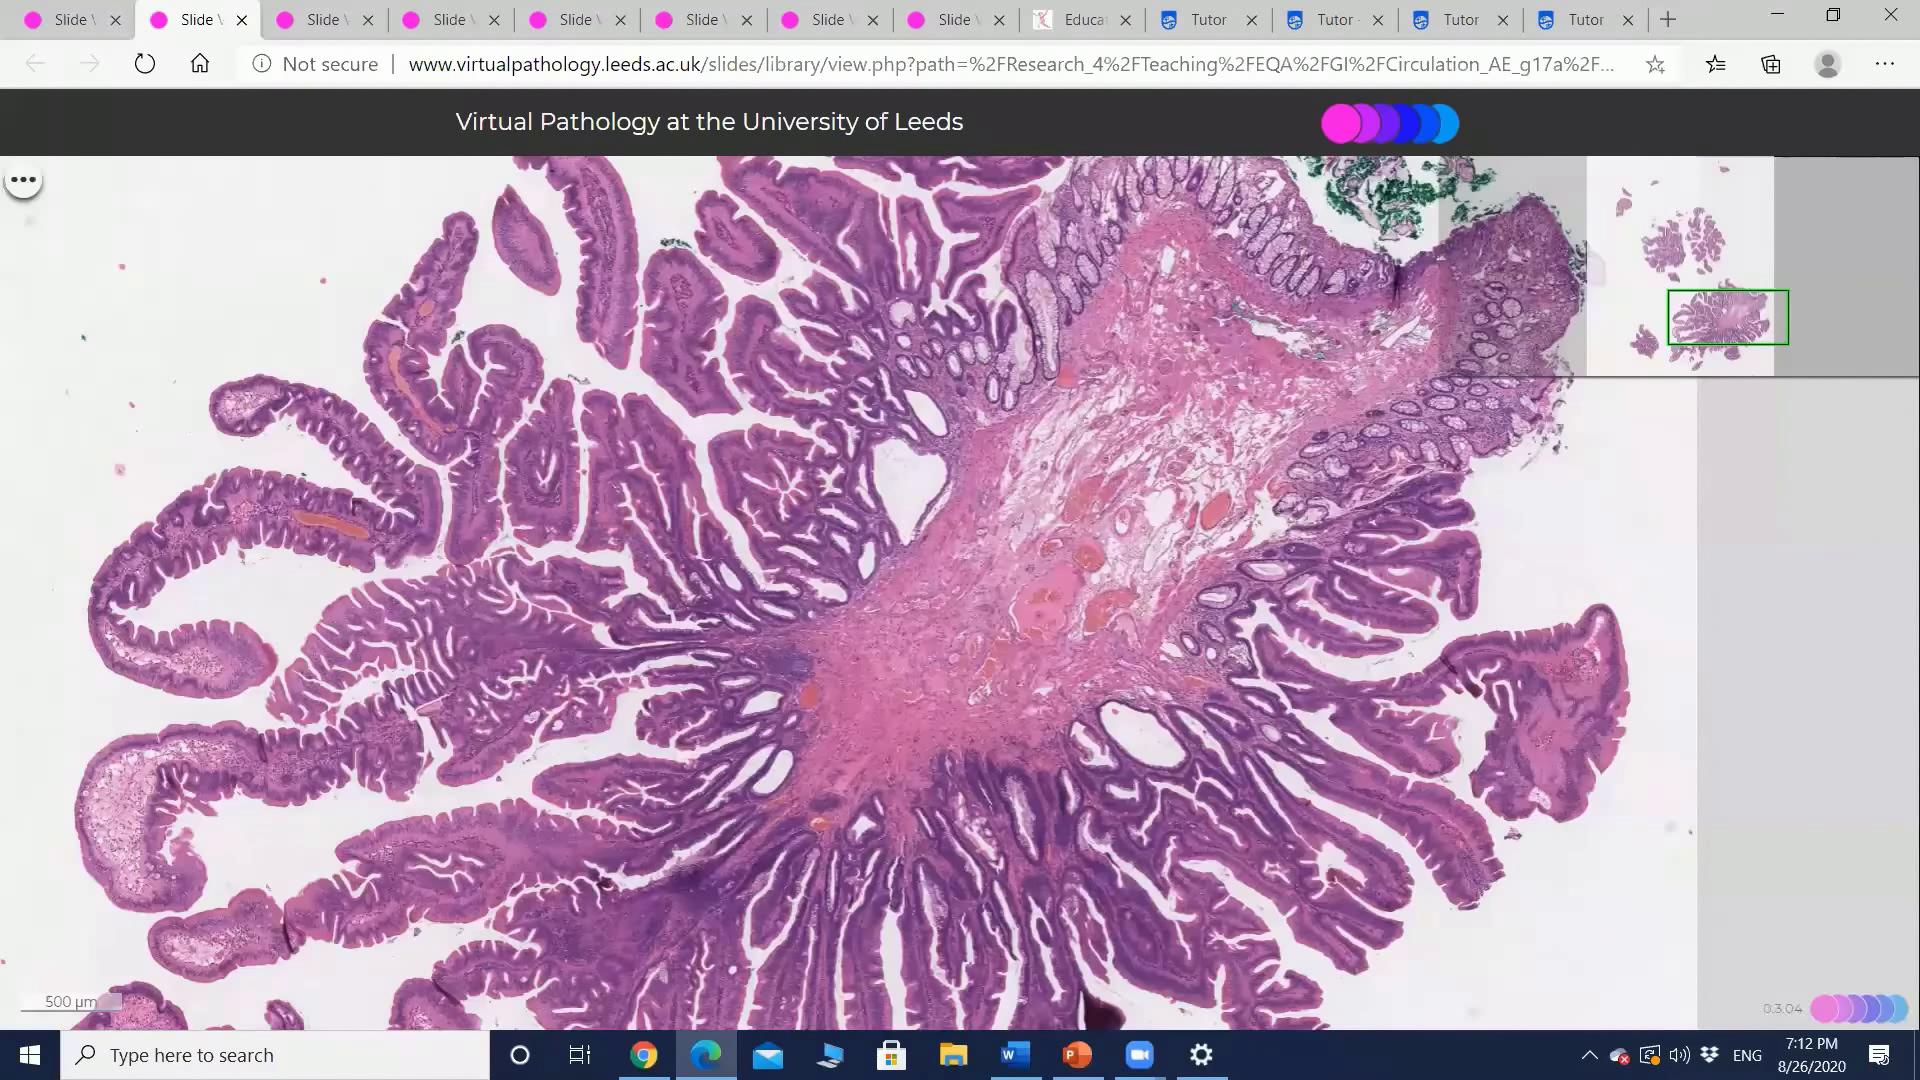 Slide \
Slide \
Slide \
Slide \
Slide \
Slide \
Slide \
Slide \
Educat
Tutor
Tutor -
Tutor
Tutor
Not secure | www.virtualpathology.leeds.ac.uk/slides/library/view.php?path=%2FResearch_4%2FTeaching%2FEQA%2FGI%2FCirculation_AE_g17a%2F...
Virtual Pathology at the University of Leeds
500 µm
0.3.04
Type here to search
ENG
7:12 PM
8/26/2020